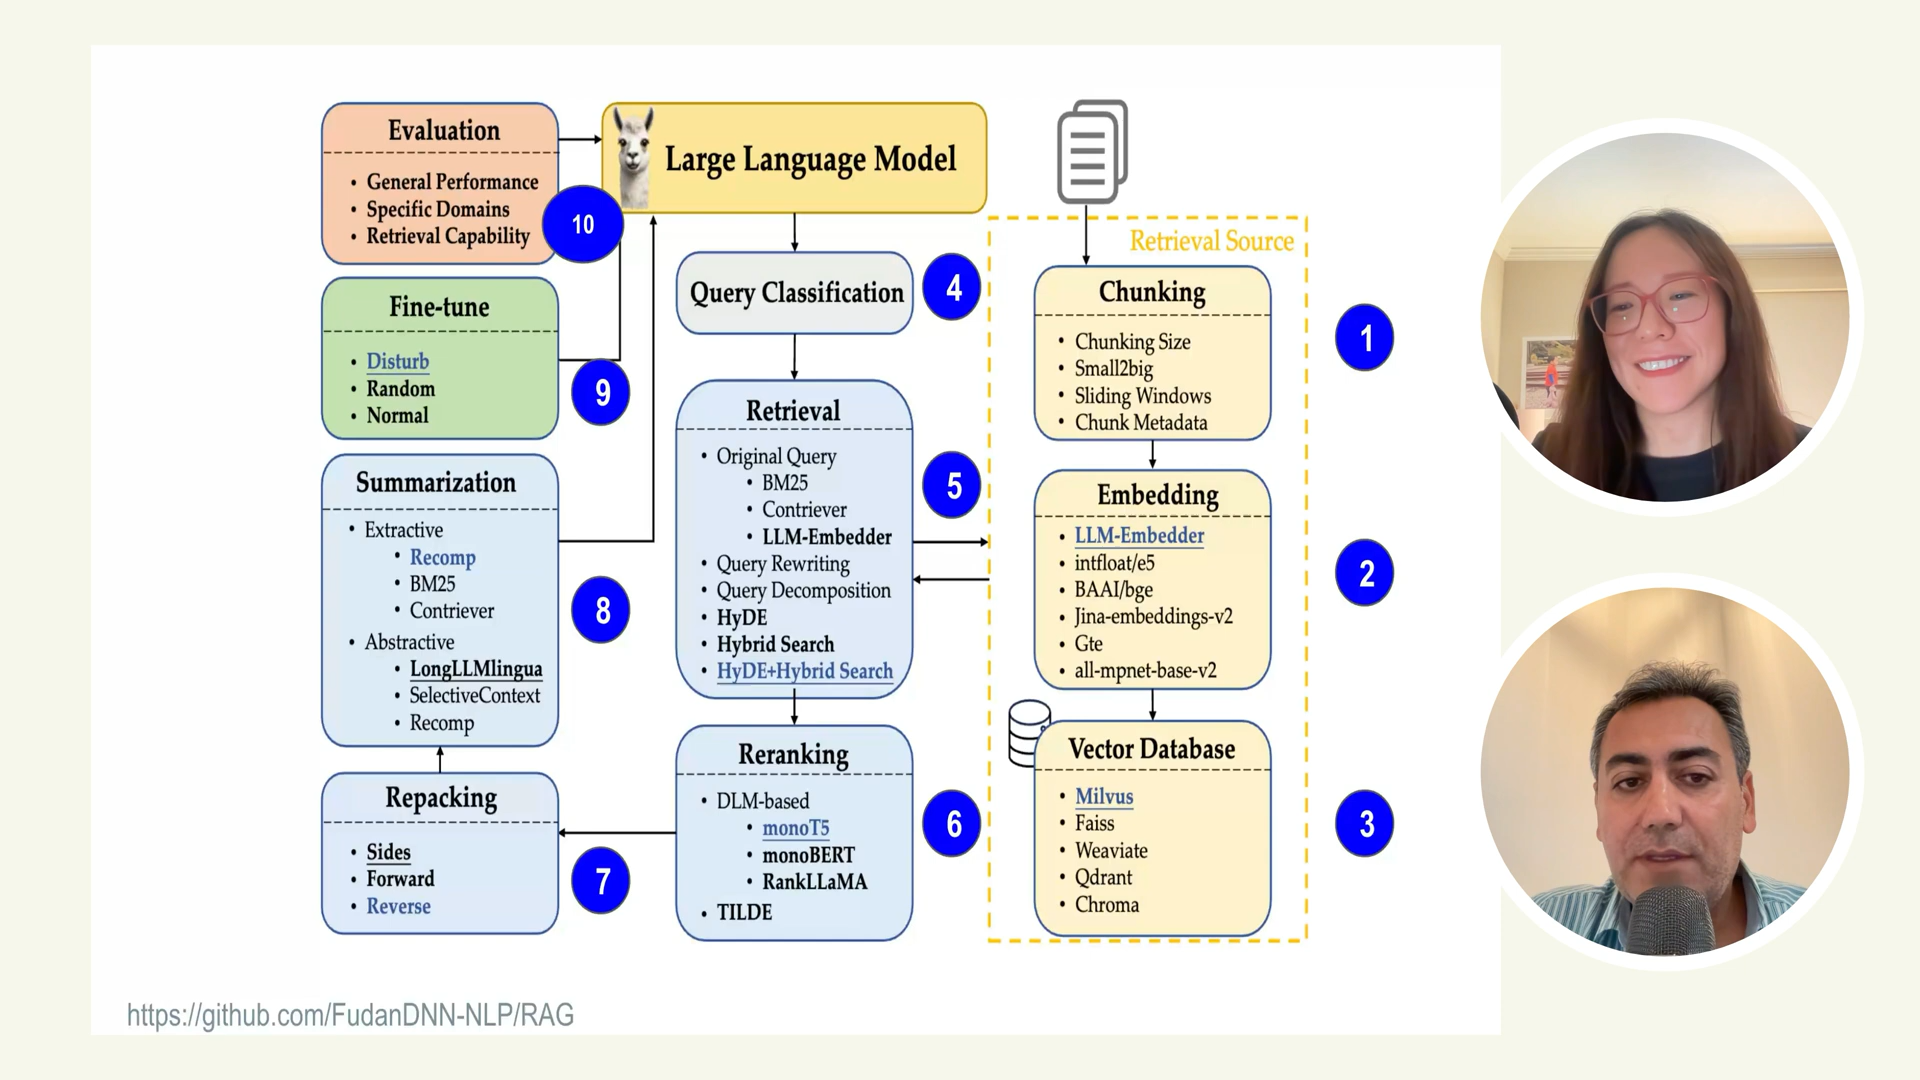 Evaluation
• General Performance
• Specific Domains
• Retrieval Capability
10
Large Language Model
Fine-tune
• Disturb
• Random
• Normal
9
Query Classification
4
Retrieval Source
Chunking
• Chunking Size
• Small2big
• Sliding Windows
• Chunk Metadata
1
Summarization
• Extractive
• Recomp
• BM25
• Contriever
• Abstractive
• LongLLMlingua
• SelectiveContext
• Recomp
8
Retrieval
• Original Query
• BM25
• Contriever
• LLM-Embedder
• Query Rewriting
• Query Decomposition
• HyDE
• Hybrid Search
• HyDE+Hybrid Search
5
Embedding
• LLM-Embedder
• intfloat/e5
• BAAI/bge
• Jina-embeddings-v2
• Gte
• all-mpnet-base-v2
2
Repacking
• Sides
• Forward
• Reverse
7
Reranking
• DLM-based
• monoT5
• monoBERT
• RankLLaMA
• TILDE
6
Vector Database
• Milvus
• Faiss
• Weaviate
• Qdrant
• Chroma
3
https://github.com/FudanDNN-NLP/RAG